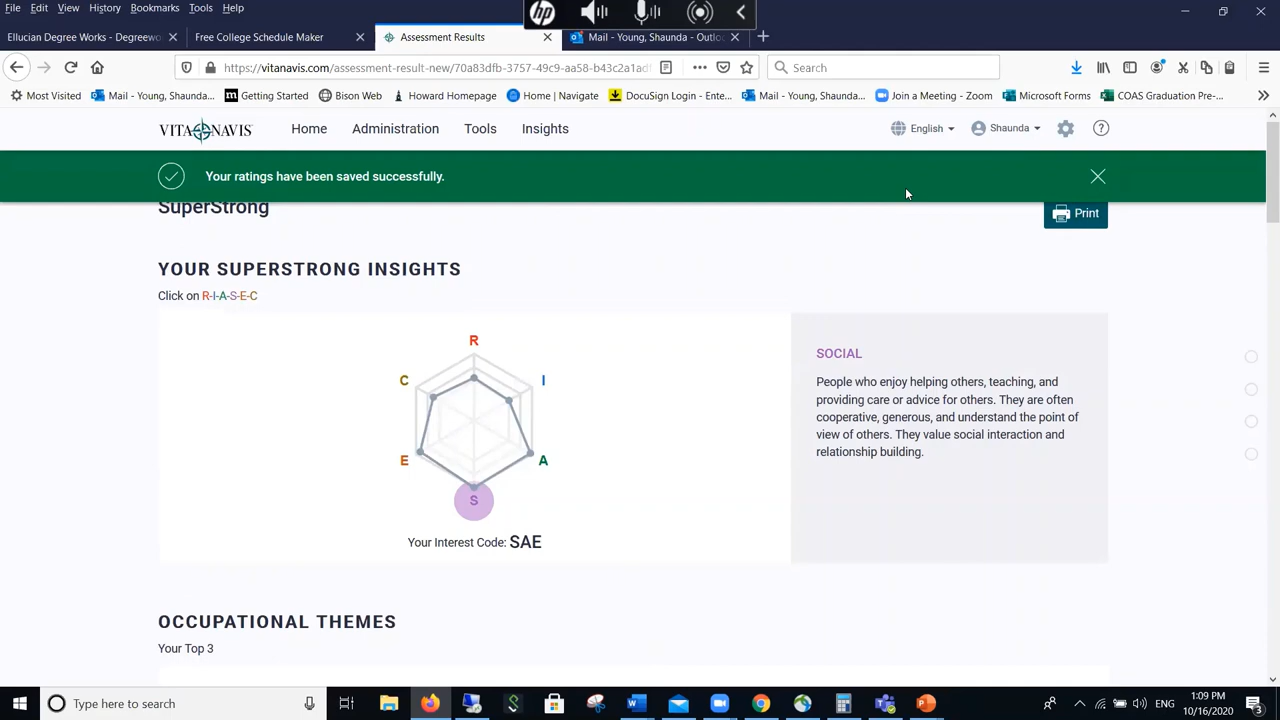 File Edit View History Bookmarks Tools Help
Ellucian Degree Works - Degreew
Free College Schedule Maker
Assessment Results
Mail - Young, Shaunda - Outlo
https://vitanavis.com/assessment-result-new/70a83dfb-3757-49c9-aa58-b43c2a1ad
Search
Most Visited
Mail - Young, Shaunda...
Getting Started
Bison Web
Howard Homepage
Home | Navigate
DocuSign Login - Ente...
Mail - Young, Shaunda...
Join a Meeting - Zoom
Microsoft Forms
COAS Graduation Pre-...
VITA NAVIS
Home
Administration
Tools
Insights
English
Shaunda
Your ratings have been saved successfully.
SuperStrong
Print
YOUR SUPERSTRONG INSIGHTS
Click on R-I-A-S-E-C
R
C
I
E
A
S
Your Interest Code: SAE
SOCIAL
People who enjoy helping others, teaching, and
providing care or advice for others. They are often
cooperative, generous, and understand the point of
view of others. They value social interaction and
relationship building.
OCCUPATIONAL THEMES
Your Top 3
Type here to search
1:09 PM
10/16/2020